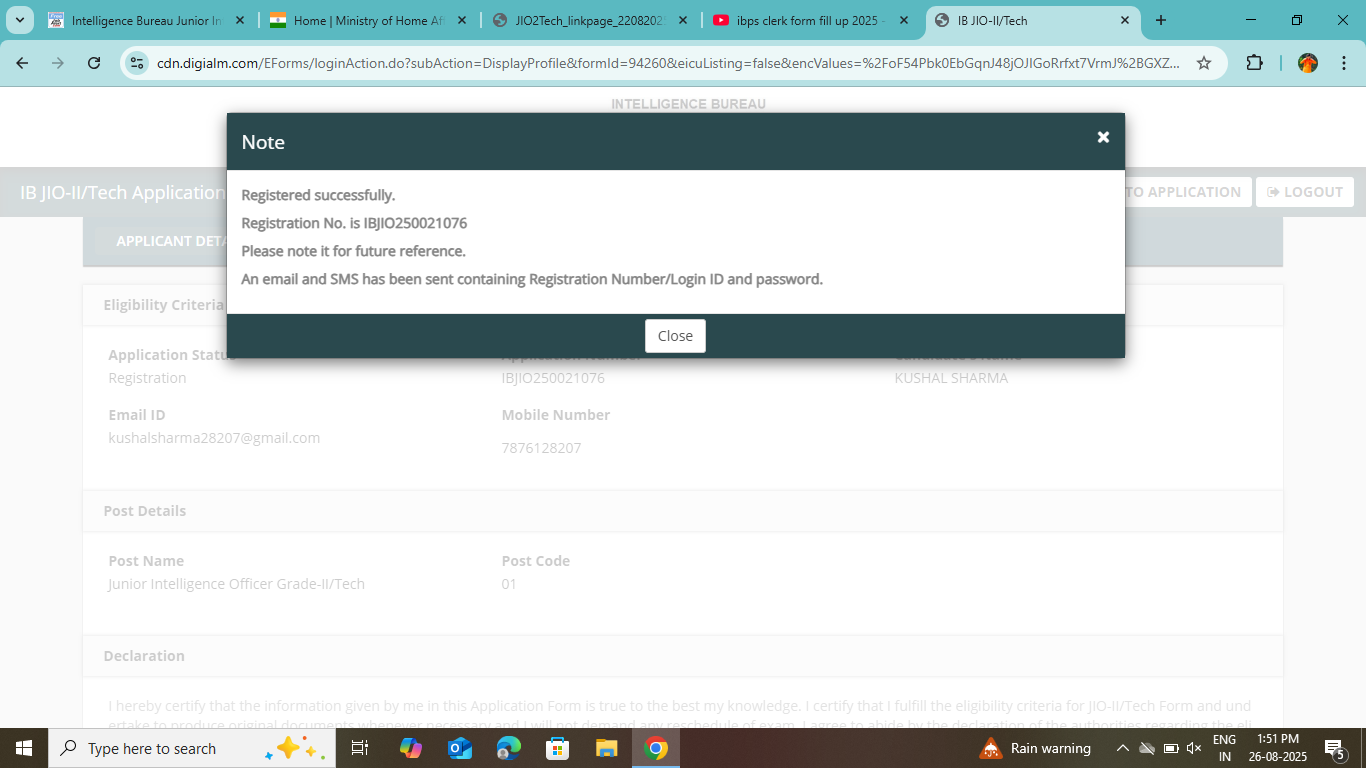 Intelligence Bureau Junior In
Home | Ministry of Home Aff
JIO2Tech_linkpage_22082025
ibps clerk form fill up 2025 -
IB JIO-II/Tech
cdn.digialm.com/EForms/loginAction.do?subAction=DisplayProfile&formId=94260&eicuListing=false&encValues=%2FoF54Pbk0EbGqnJ48jOJIGoRrfxt7VrmJ%2BGXZ...
INTELLIGENCE BUREAU
Note
IB JIO-II/Tech Application
TO APPLICATION
LOGOUT
Registered successfully.
Registration No. is IBJIO250021076
Please note it for future reference.
An email and SMS has been sent containing Registration Number/Login ID and password.
Close
APPLICANT DETA
Eligibility Criteria
Application Status
Application Number
Candidate's Name
Registration
IBJIO250021076
KUSHAL SHARMA
Email ID
Mobile Number
kushalsharma28207@gmail.com
7876128207
Post Details
Post Name
Post Code
Junior Intelligence Officer Grade-II/Tech
01
Declaration
I hereby certify that the information given by me in this Application Form is true to the best my knowledge. I certify that I fulfill the eligibility criteria for JIO-II/Tech Form and und
ertake to produce original documents whenever necessary and I will not demand any reschedule of exam. I agree to abide by the declaration of the authorities regarding the eli
Type here to search
Rain warning
ENG
IN
1:51 PM
26-08-2025
5